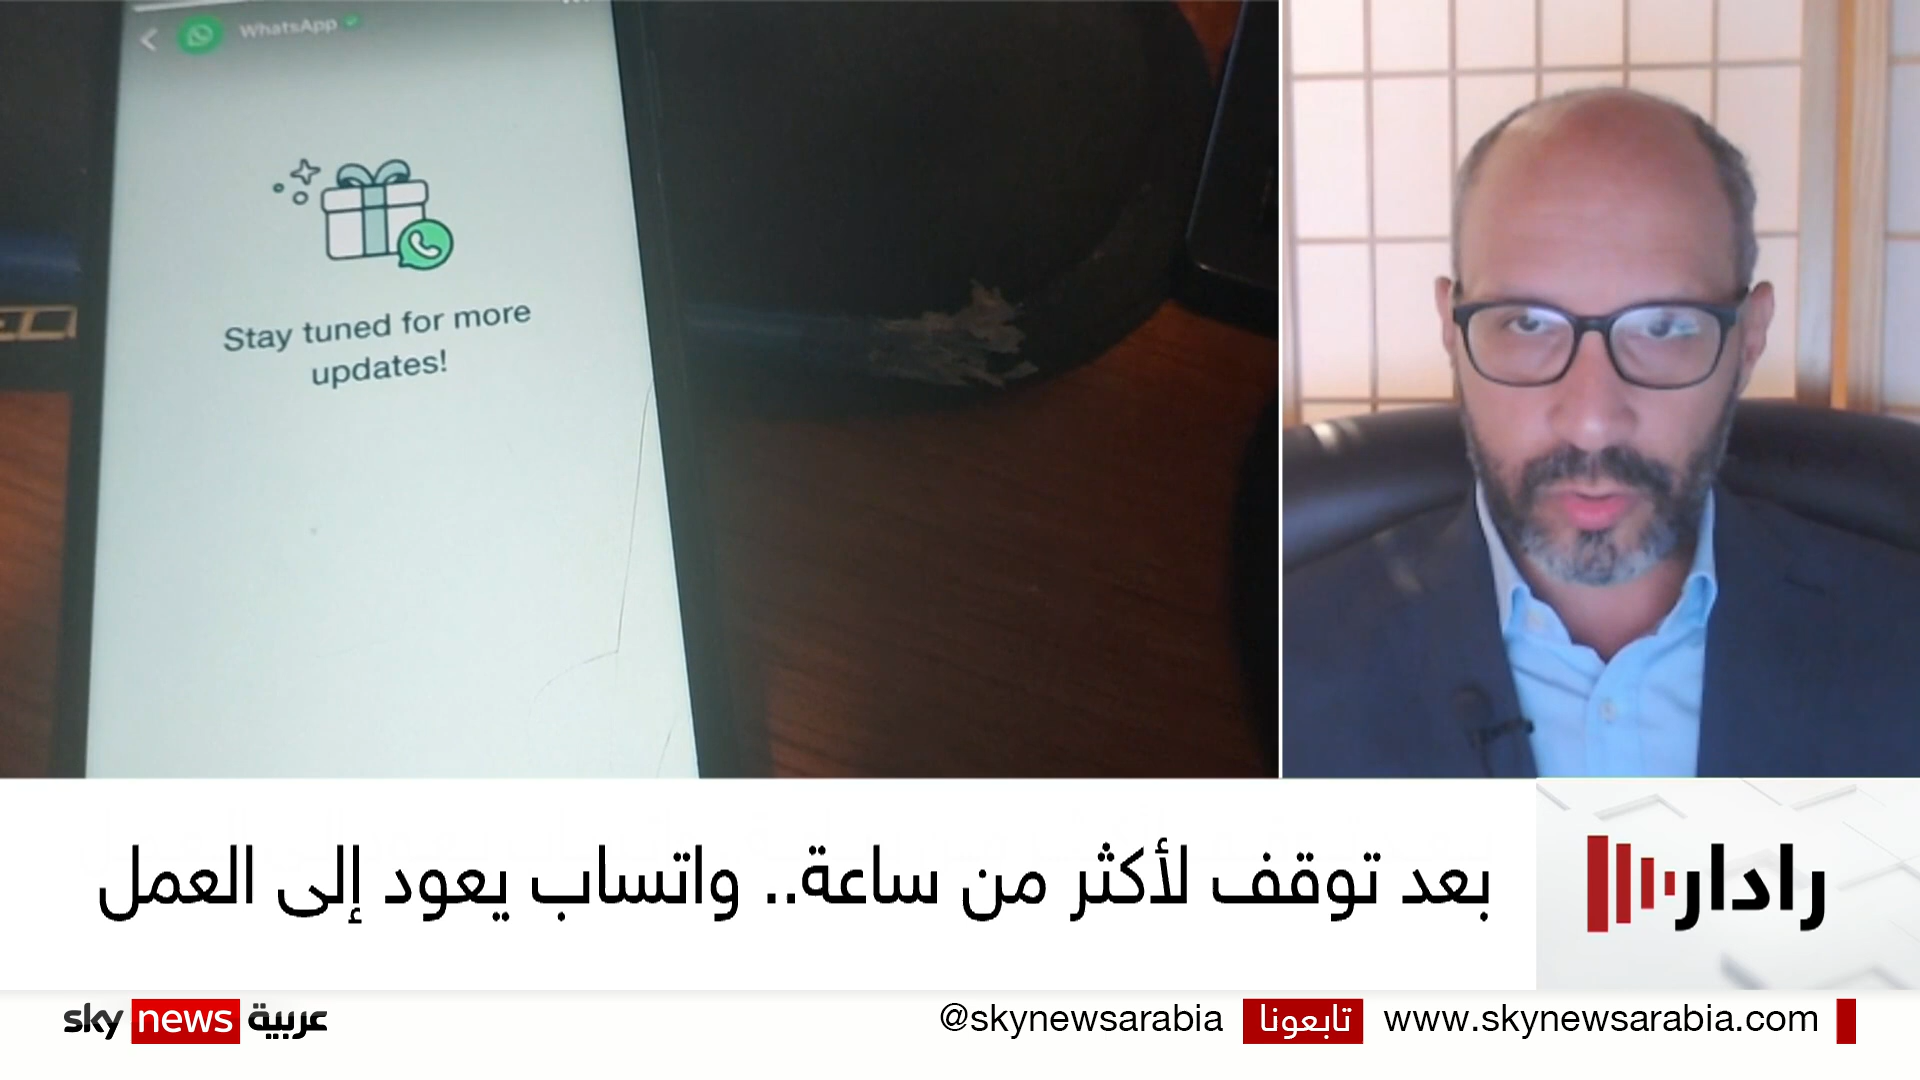 WhatsApp
Stay tuned for more
updates!
بعد توقف لأكثر من ساعة.. واتساب يعود إلى العمل
رادار
sky news عربية
@skynewsarabia تابعونا www.skynewsarabia.com